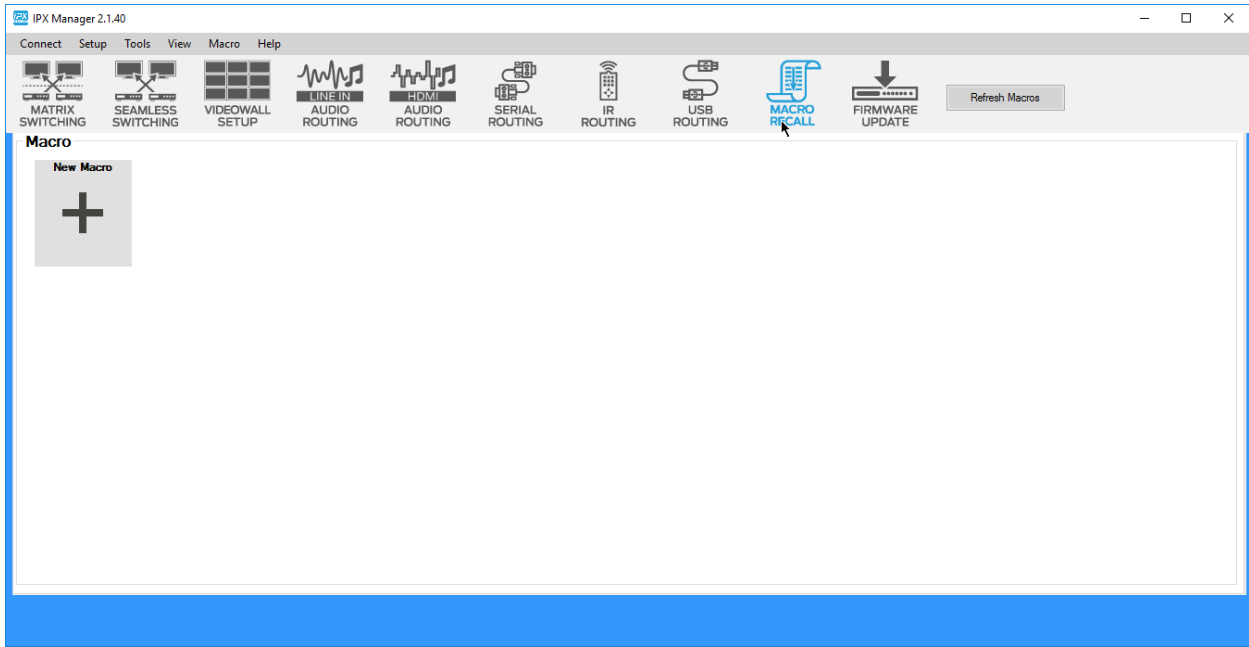 IPX Manager 2.1.40
Connect Setup Tools View Macro Help
MATRIX
SWITCHING
SEAMLESS
SWITCHING
VIDEOWALL
SETUP
LINE IN
AUDIO
ROUTING
HDMI
AUDIO
ROUTING
SERIAL
ROUTING
IR
ROUTING
USB
ROUTING
MACRO
RECALL
FIRMWARE
UPDATE
Refresh Macros
Macro
New Macro